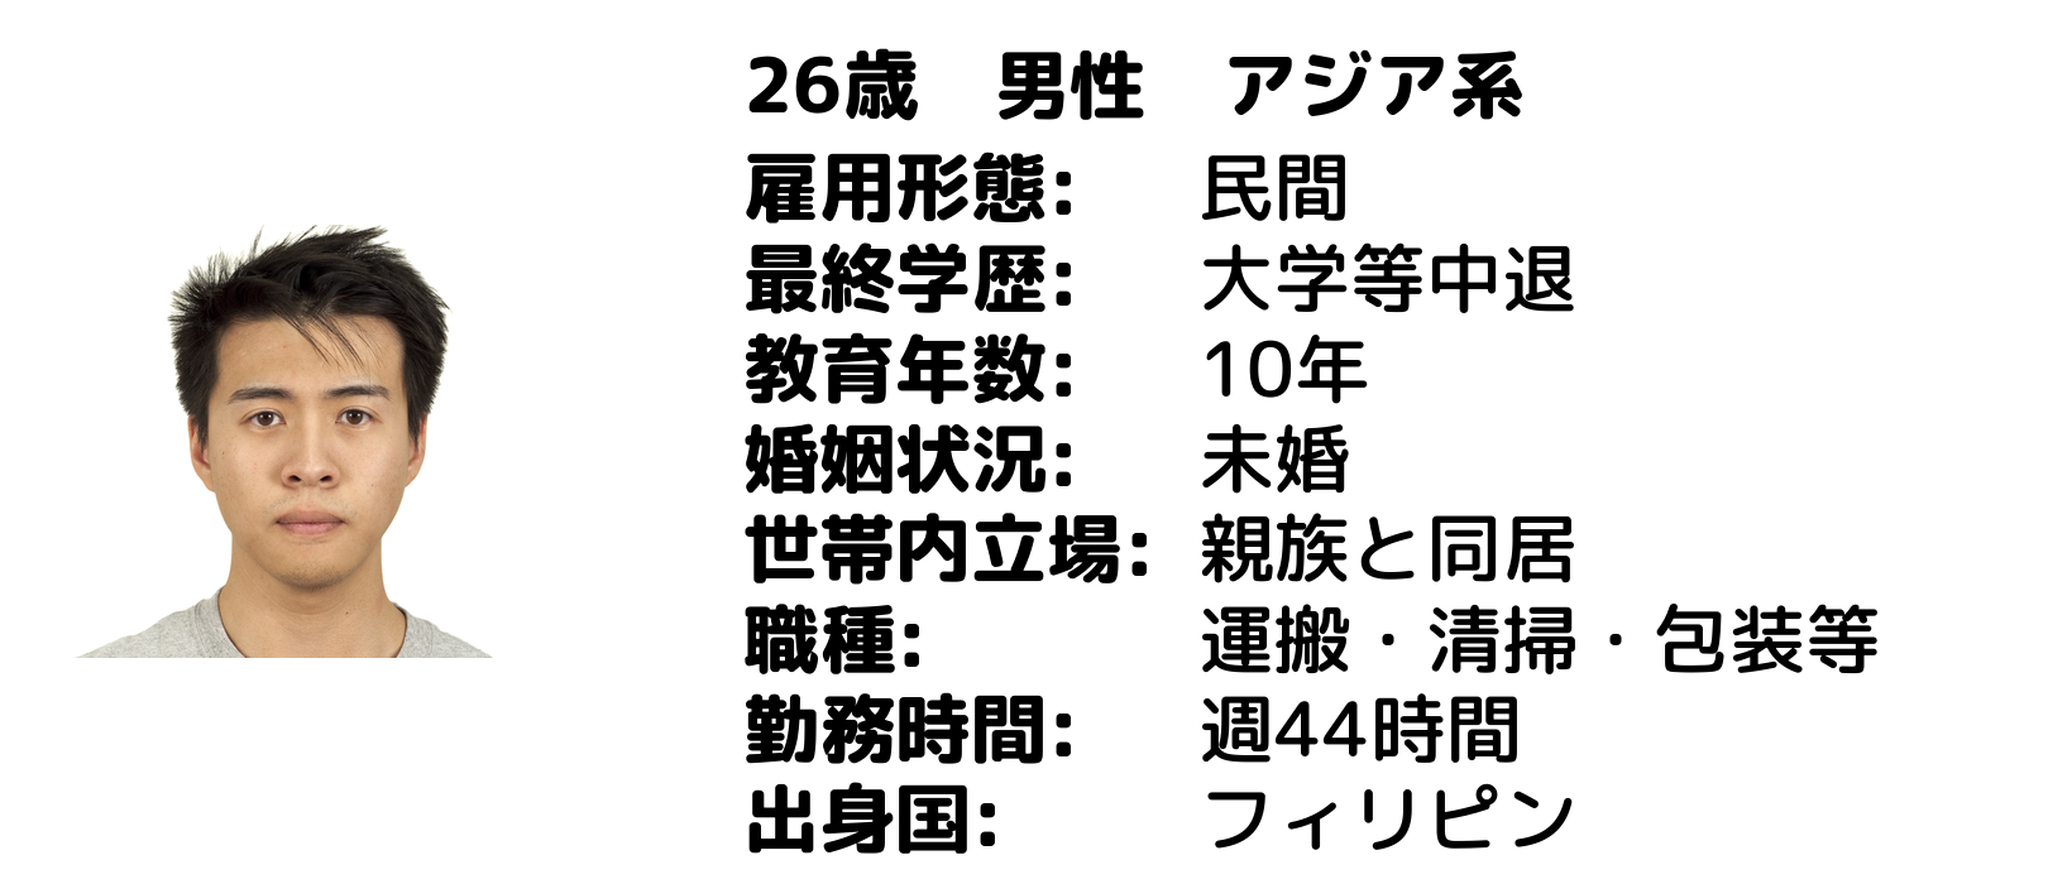 26歳　男性　アジア系
雇用形態:　民間
最終学歴:　大学等中退
教育年数:　10年
婚姻状況:　未婚
世帯内立場:　親族と同居
職種:　運搬・清掃・包装等
勤務時間:　週44時間
出身国:　フィリピン